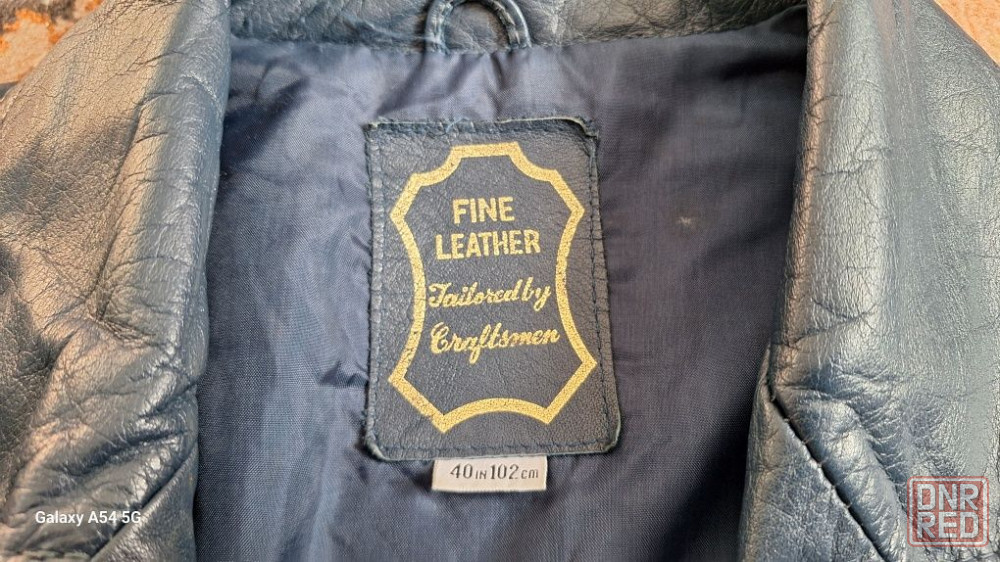 FINE
LEATHER
Tailored by
Craftsmen
40 IN 102 cm
Galaxy A54 5G
DNR
RED